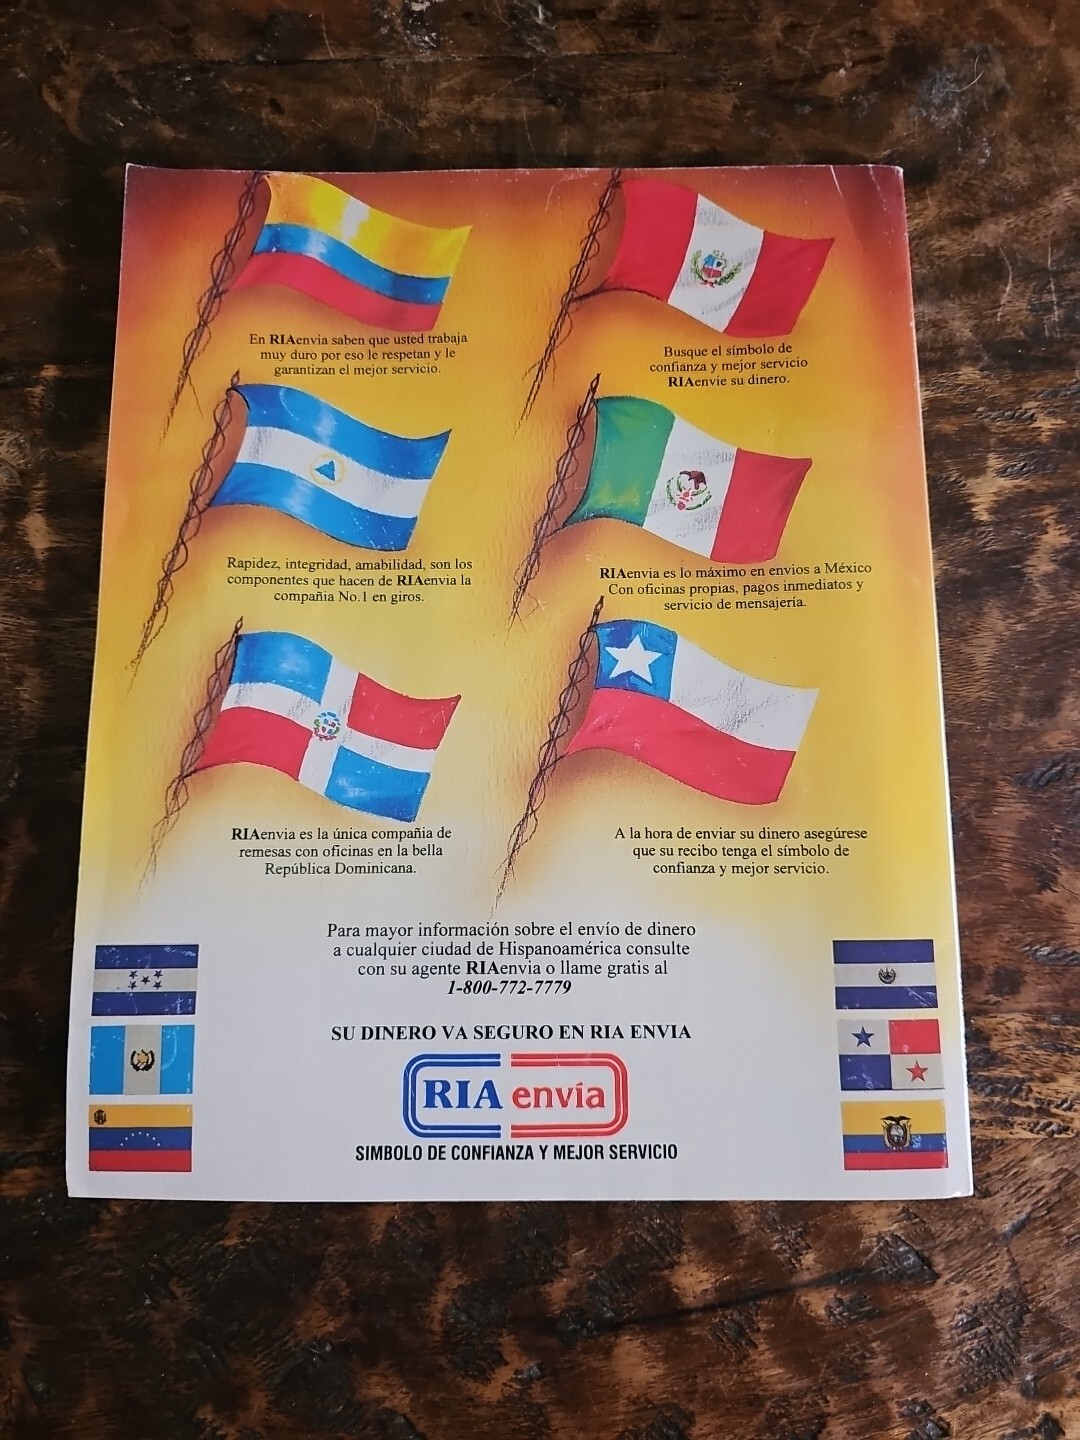 En RIAenvia saben que usted trabaja
muy duro por eso le respetan y le
garantizan el mejor servicio.
Busque el símbolo de
confianza y mejor servicio
RIAenvie su dinero.
Rapidez, integridad, amabilidad, son los
componentes que hacen de RIAenvia la
compañia No.1 en giros.
RIAenvia es lo máximo en envios a México
Con oficinas propias, pagos inmediatos y
servicio de mensajería.
RIAenvia es la única compañia de
remesas con oficinas en la bella
República Dominicana.
A la hora de enviar su dinero asegúrese
que su recibo tenga el símbolo de
confianza y mejor servicio.
Para mayor información sobre el envío de dinero
a cualquier ciudad de Hispanoamérica consulte
con su agente RIAenvia o llame gratis al
1-800-772-7779
SU DINERO VA SEGURO EN RIA ENVIA
RIA envía
SIMBOLO DE CONFIANZA Y MEJOR SERVICIO